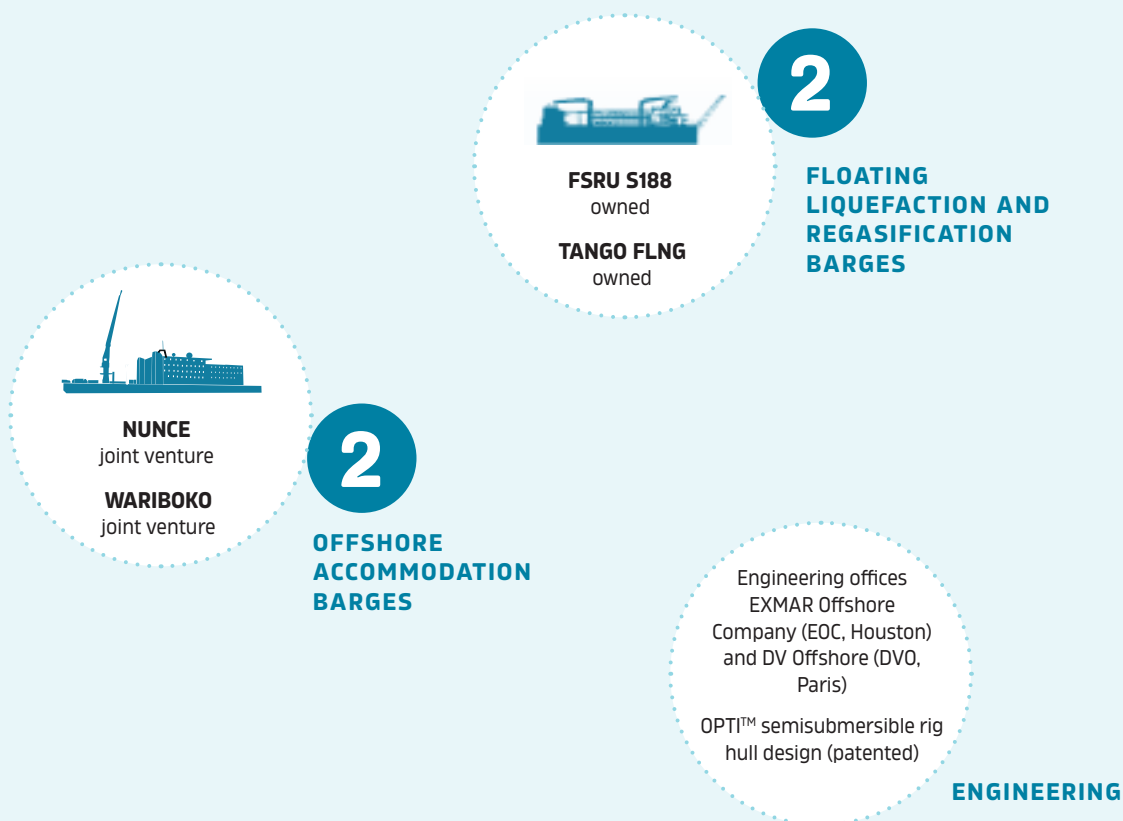 2
FSRU S188
owned
TANGO FLNG
owned
FLOATING
LIQUEFACTION AND
REGASIFICATION
BARGES
NUNCE
joint venture
WARIBOKO
joint venture
2
OFFSHORE
ACCOMMODATION
BARGES
Engineering offices
EXMAR Offshore
Company (EOC, Houston)
and DV Offshore (DVO,
Paris)
OPTI™ semisubmersible rig
hull design (patented)
ENGINEERING